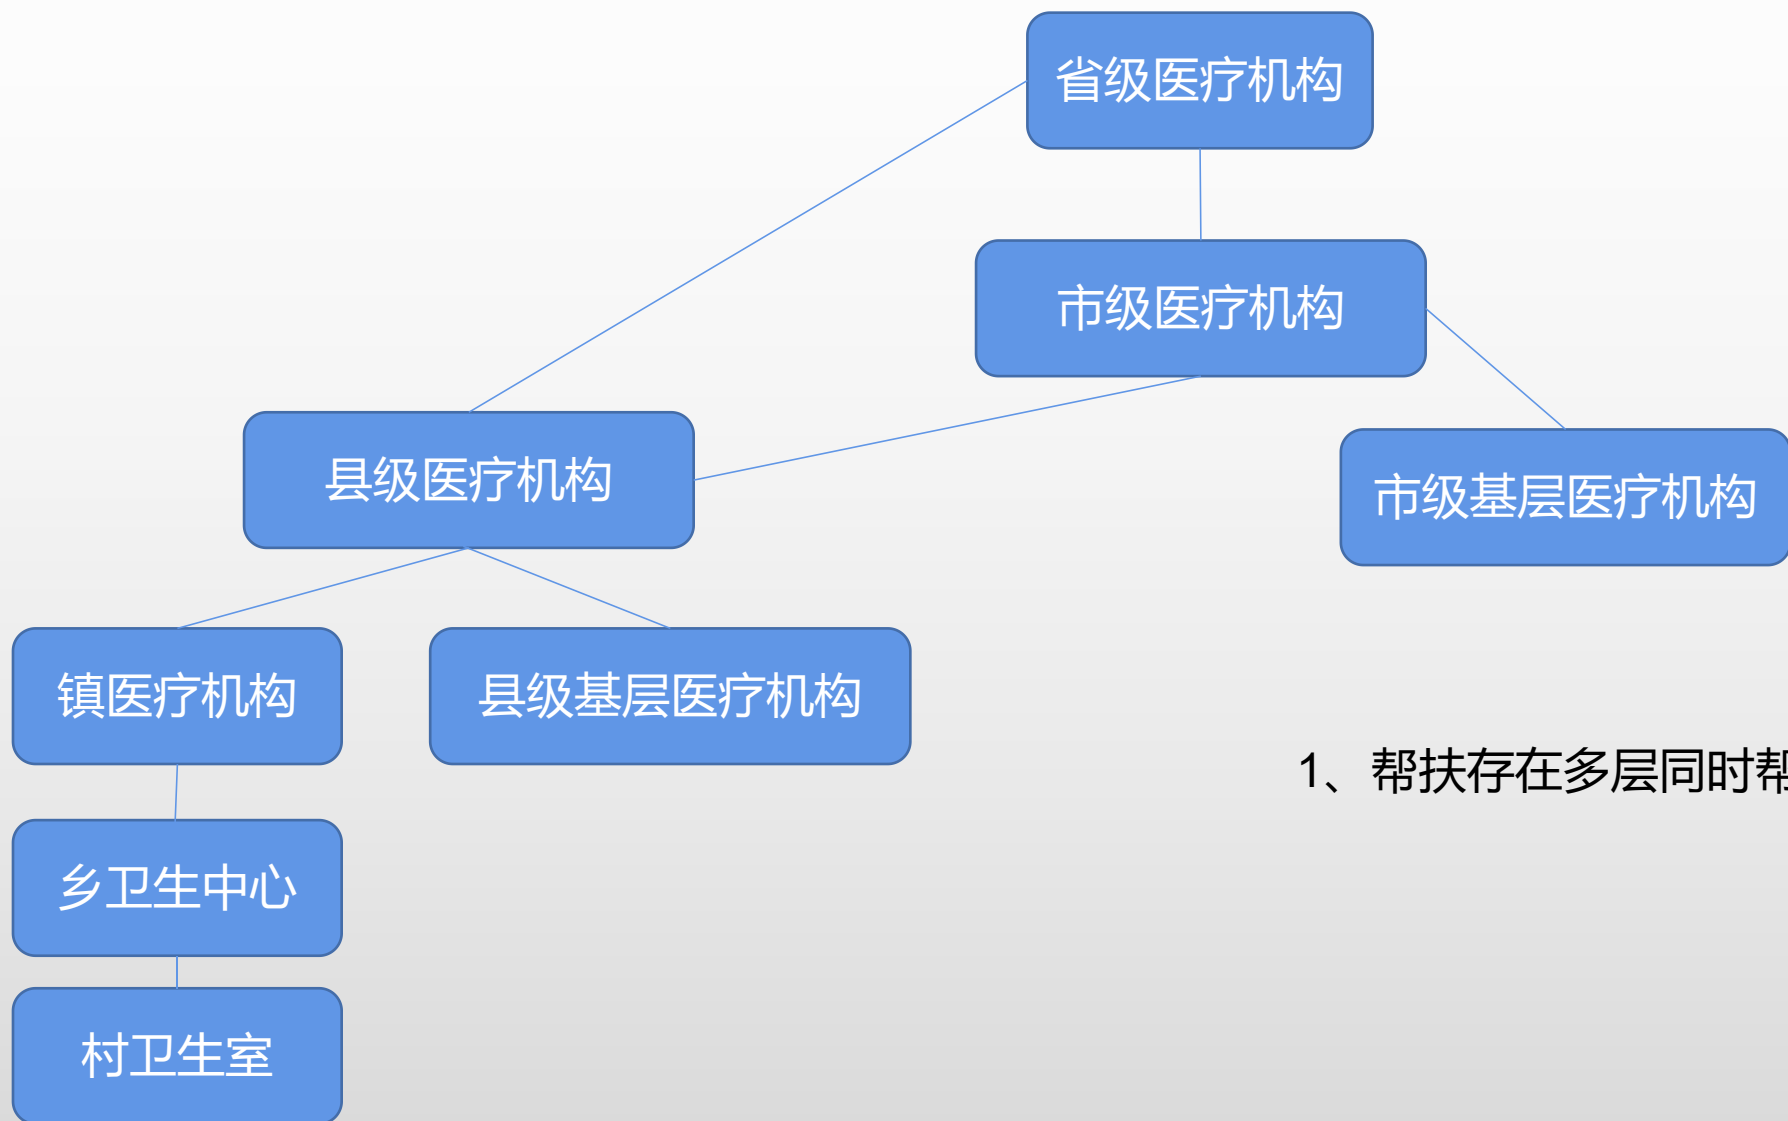 省级医疗机构
市级医疗机构
县级医疗机构
市级基层医疗机构
镇医疗机构
县级基层医疗机构
1、帮扶存在多层同时帮
乡卫生中心
村卫生室